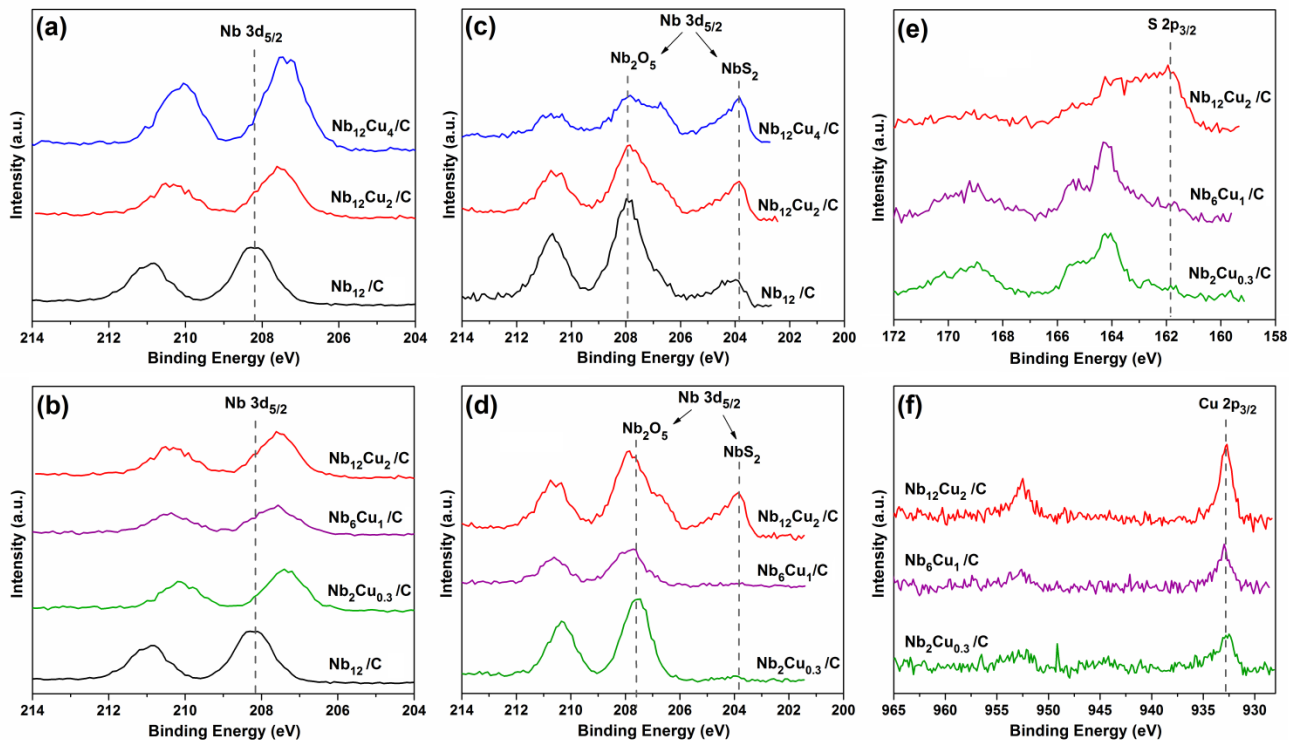 (a)
Nb 3d5/2
Nb12Cu4/C
Nb12Cu2/C
Nb12/C
Intensity (a.u.)
214 212 210 208 206 204
Binding Energy (eV)
(c)
Nb 3d5/2
Nb2O5
NbS2
Nb12Cu4/C
Nb12Cu2/C
Nb12/C
Intensity (a.u.)
214 212 210 208 206 204 202 200
Binding Energy (eV)
(e)
S 2p3/2
Nb12Cu2/C
Nb6Cu1/C
Nb2Cu0.3/C
Intensity (a.u.)
172 170 168 166 164 162 160 158
Binding Energy (eV)
(b)
Nb 3d5/2
Nb12Cu2/C
Nb6Cu1/C
Nb2Cu0.3/C
Nb12/C
Intensity (a.u.)
214 212 210 208 206 204
Binding Energy (eV)
(d)
Nb 3d5/2
Nb2O5
NbS2
Nb12Cu2/C
Nb6Cu1/C
Nb2Cu0.3/C
Intensity (a.u.)
214 212 210 208 206 204 202 200
Binding Energy (eV)
(f)
Cu 2p3/2
Nb12Cu2/C
Nb6Cu1/C
Nb2Cu0.3/C
Intensity (a.u.)
965 960 955 950 945 940 935 930
Binding Energy (eV)